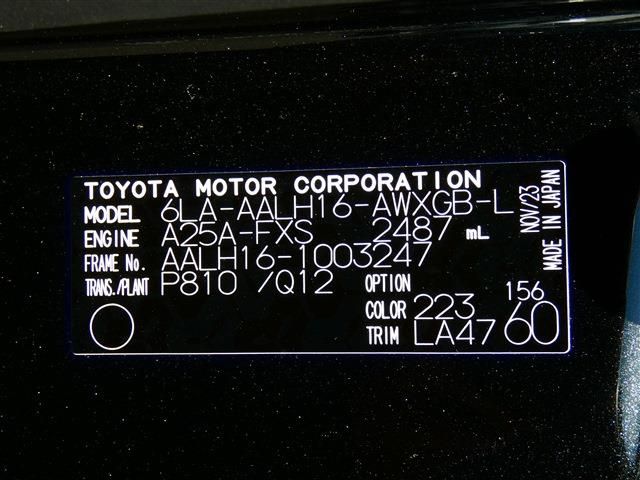 TOYOTA MOTOR CORPORATION
MODEL 6LA-AALH16-AWXGB-L
ENGINE A25A-FXS 2487 mL
FRAME No. AALH16-1003247
TRANS./PLANT P810 /Q12
OPTION 156
COLOR 223
TRIM LA47 60
NOV/23
MADE IN JAPAN